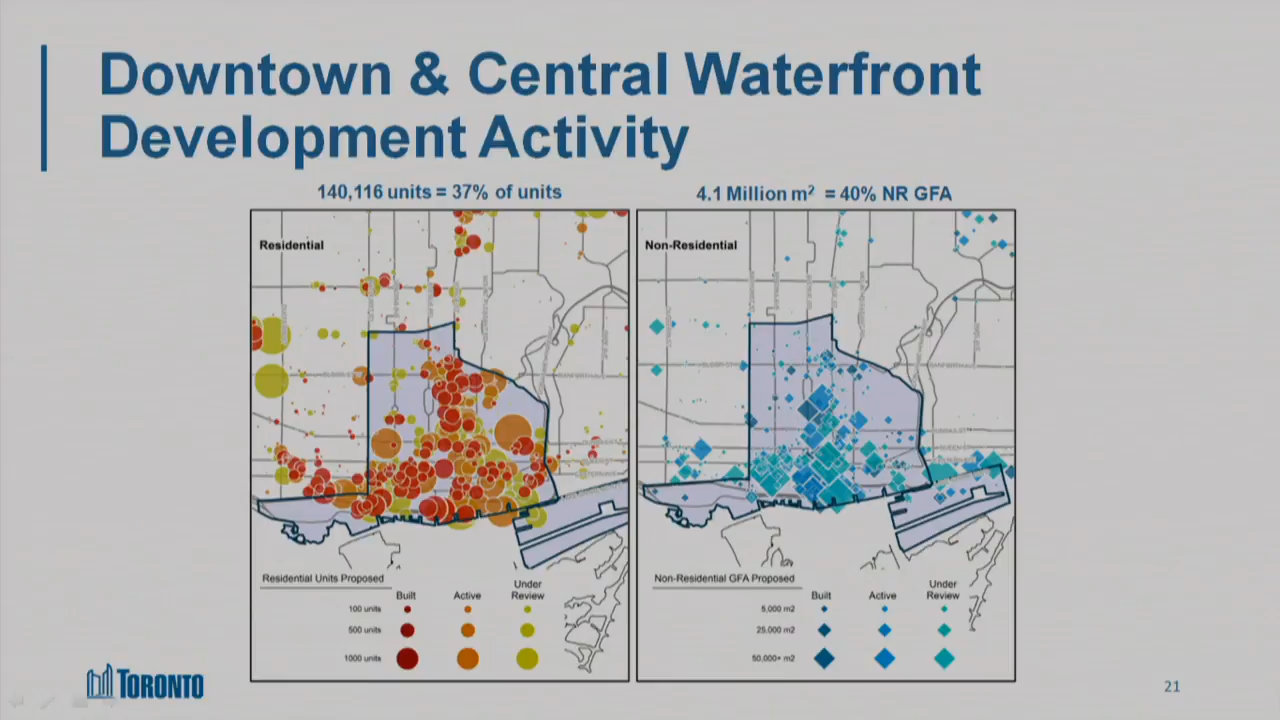 Downtown & Central Waterfront
Development Activity
140,116 units = 37% of units
4.1 Million m² = 40% NR GFA
Residential
Non-Residential
Residential Units Proposed
Built
Active
Under
Review
100 units
500 units
1000 units
Non-Residential GFA Proposed
Built
Active
Under
Review
5,000 m2
25,000 m2
50,000+ m2
TORONTO
21